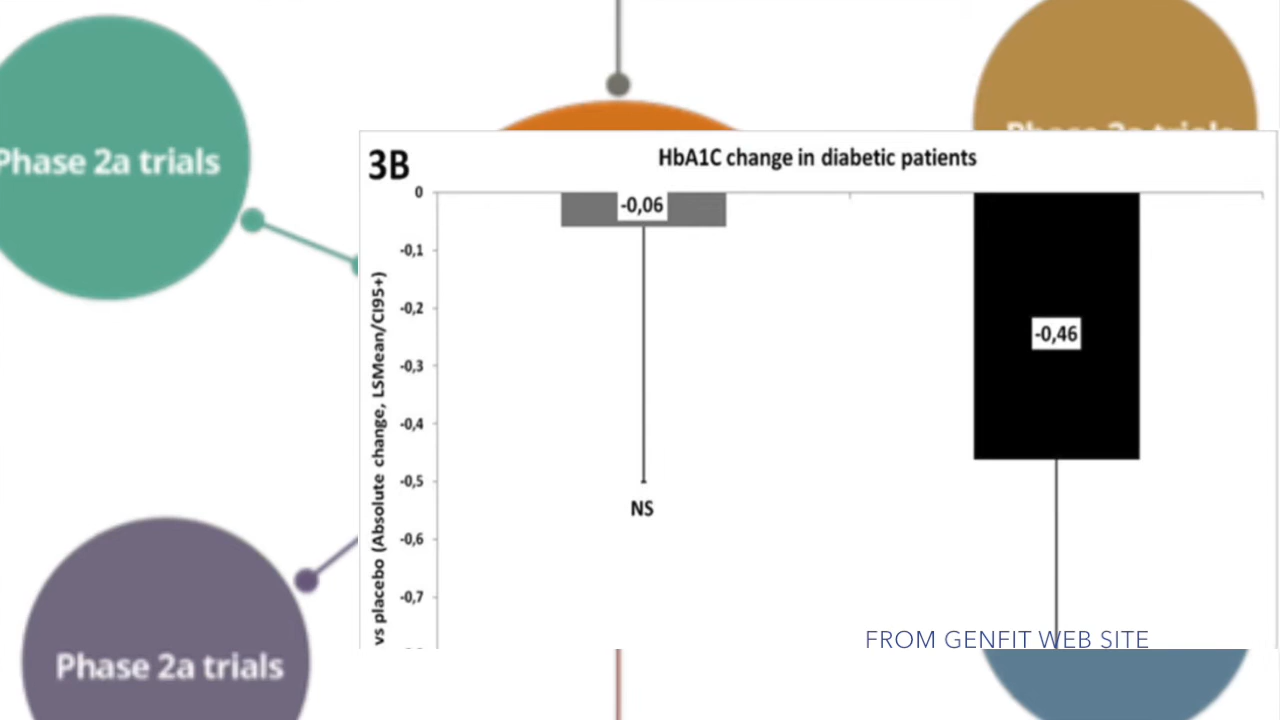 Phase 2a trials
3B
HbA1C change in diabetic patients
0
-0,1
-0,2
-0,3
-0,4
-0,5
-0,6
-0,7
vs placebo (Absolute change, LSMean/CI95+)
-0,06
NS
-0,46
FROM GENFIT WEB SITE
Phase 2a trials